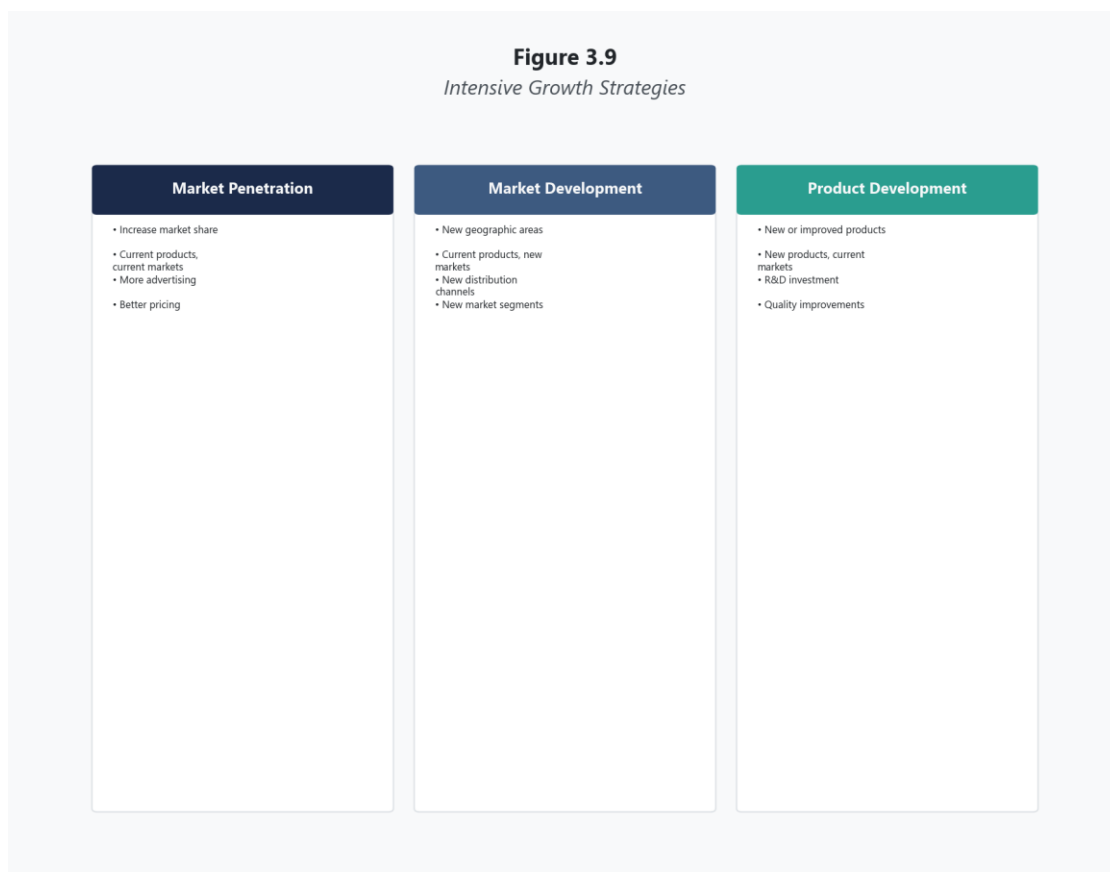 Figure 3.9
Intensive Growth Strategies
Market Penetration
• Increase market share
• Current products,
current markets
• More advertising
• Better pricing
Market Development
• New geographic areas
• Current products, new
markets
• New distribution
channels
• New market segments
Product Development
• New or improved products
• New products, current
markets
• R&D investment
• Quality improvements